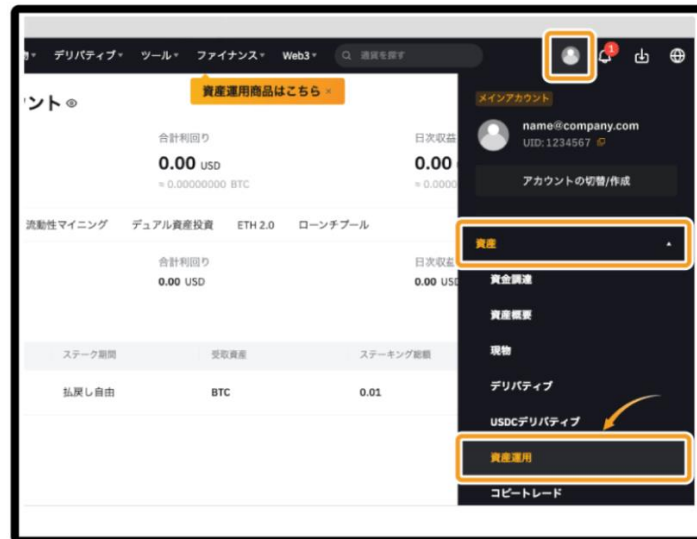 デリバティブ ツール ファイナンス Web3 通貨を探す 1
資産運用商品はこちら ×
ント
メインアカウント
name@company.com
UID:1234567
アカウントの切替/作成
合計利回り 日次収益
0.00 USD 0.00
≈ 0.00000000 BTC ≈ 0.0000
流動性マイニング デュアル資産投資 ETH 2.0 ローンチプール
資産
合計利回り 日次収益
0.00 USD 0.00 USD
資金調達
資産概要
ステーク期間 受取資産 ステーキング総額
現物
払戻し自由 BTC 0.01
デリバティブ
USDCデリバティブ
資産運用
コピートレード